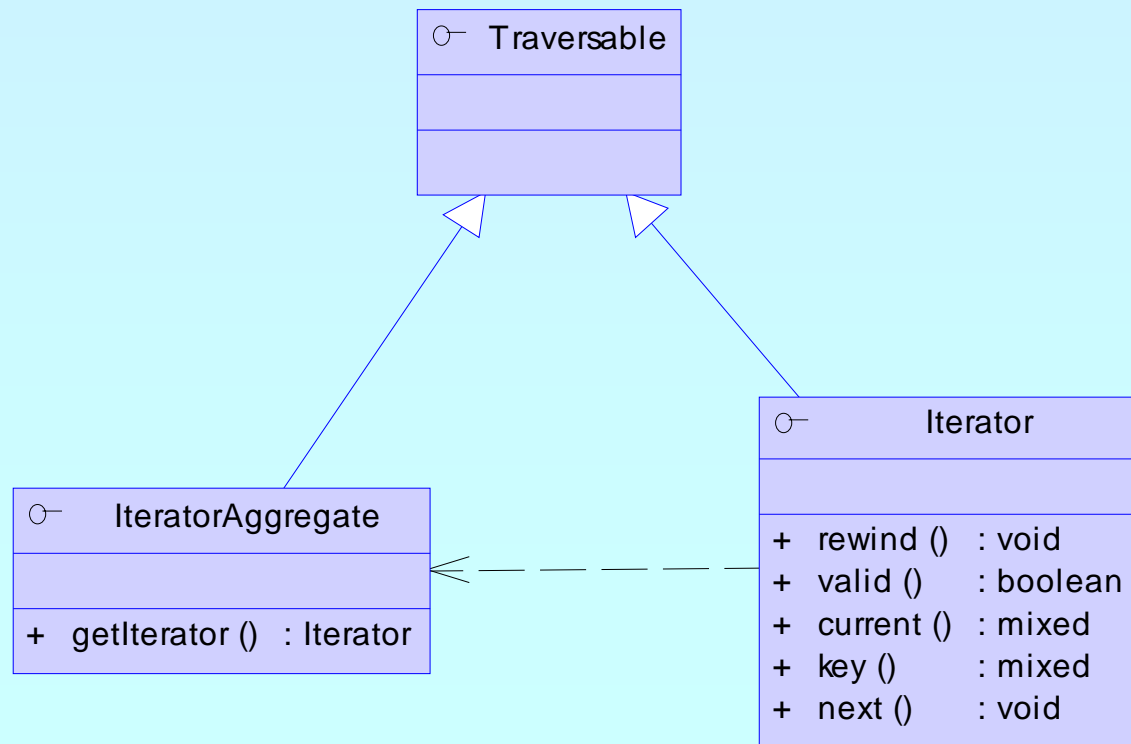 Traversable
IteratorAggregate
+ getIterator () : Iterator
Iterator
+ rewind () : void
+ valid () : boolean
+ current () : mixed
+ key () : mixed
+ next () : void